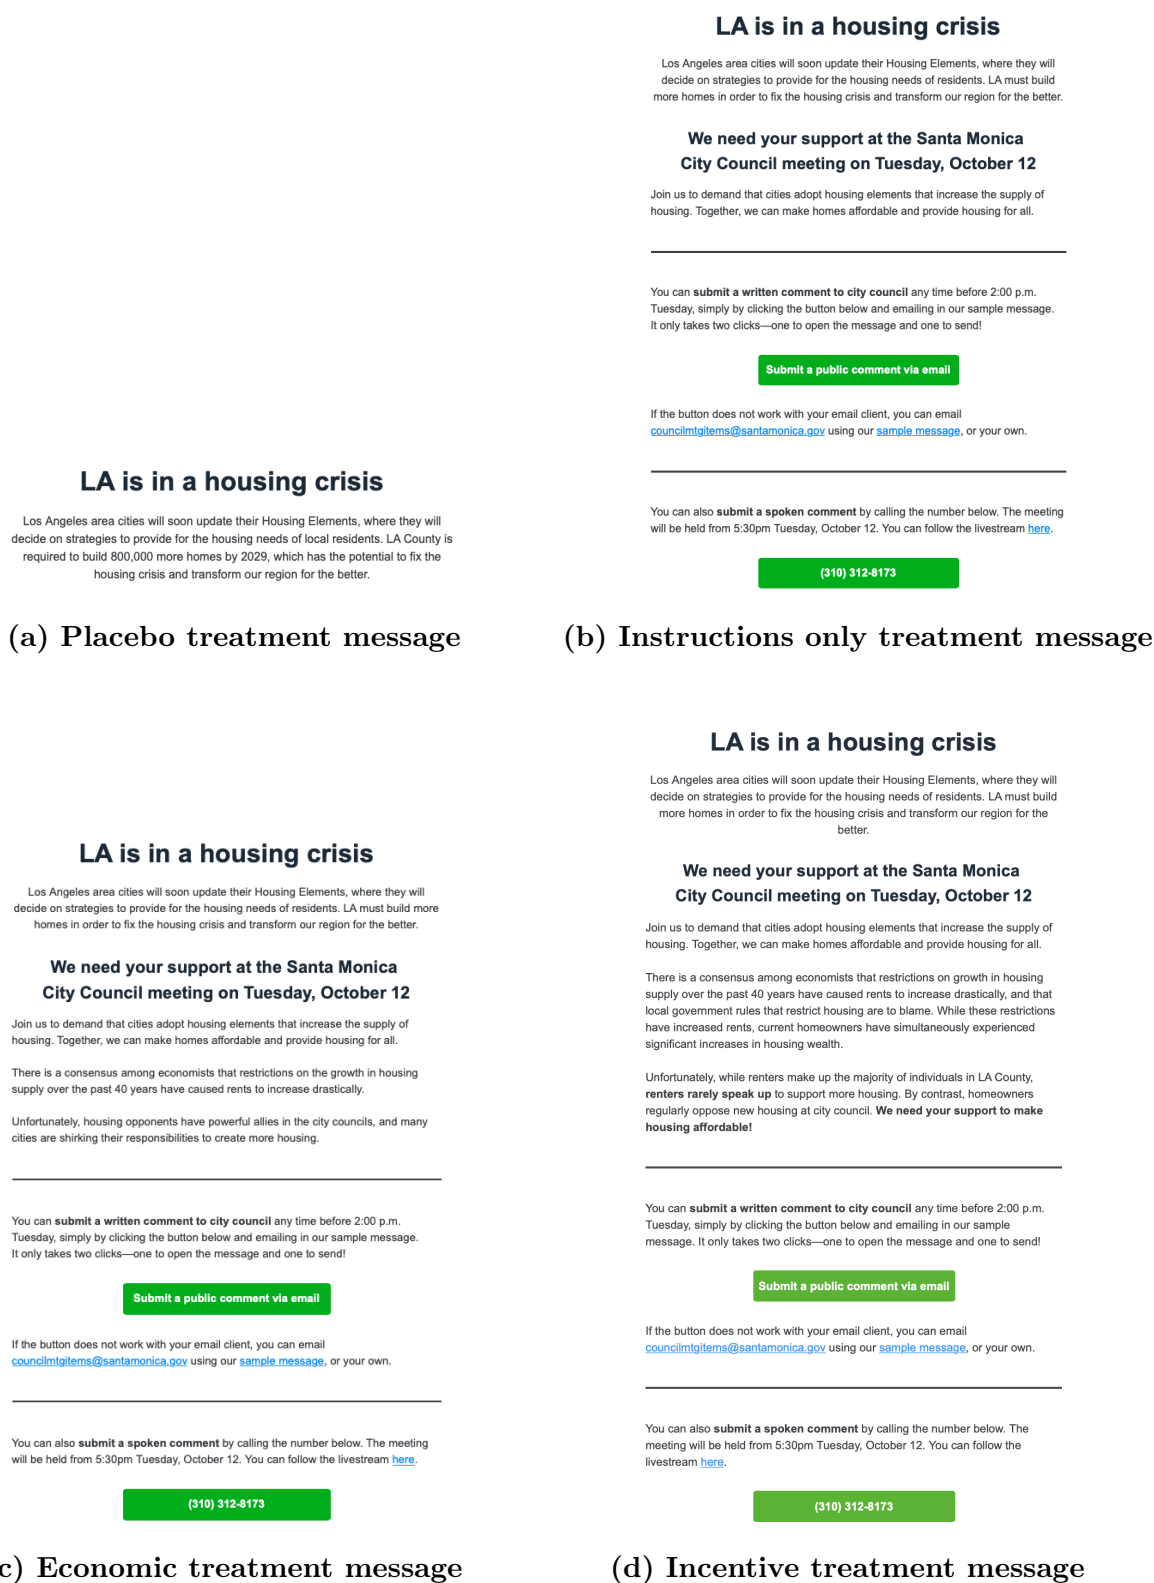 LA is in a housing crisis
Los Angeles area cities will soon update their Housing Elements, where they will
decide on strategies to provide for the housing needs of local residents. LA County is
required to build 800,000 more homes by 2029, which has the potential to fix the
housing crisis and transform our region for the better.
(a) Placebo treatment message
LA is in a housing crisis
Los Angeles area cities will soon update their Housing Elements, where they will
decide on strategies to provide for the housing needs of residents. LA must build
more homes in order to fix the housing crisis and transform our region for the better.
We need your support at the Santa Monica
City Council meeting on Tuesday, October 12
Join us to demand that cities adopt housing elements that increase the supply of
housing. Together, we can make homes affordable and provide housing for all.
You can submit a written comment to city council any time before 2:00 p.m.
Tuesday, simply by clicking the button below and emailing in our sample message.
It only takes two clicks—one to open the message and one to send!
Submit a public comment via email
If the button does not work with your email client, you can email
councilmtgitems@santamonica.gov using our sample message, or your own.
You can also submit a spoken comment by calling the number below. The meeting
will be held from 5:30pm Tuesday, October 12. You can follow the livestream here.
(310) 312-8173
(b) Instructions only treatment message
LA is in a housing crisis
Los Angeles area cities will soon update their Housing Elements, where they will
decide on strategies to provide for the housing needs of residents. LA must build more
homes in order to fix the housing crisis and transform our region for the better.
We need your support at the Santa Monica
City Council meeting on Tuesday, October 12
Join us to demand that cities adopt housing elements that increase the supply of
housing. Together, we can make homes affordable and provide housing for all.
There is a consensus among economists that restrictions on the growth in housing
supply over the past 40 years have caused rents to increase drastically.
Unfortunately, housing opponents have powerful allies in the city councils, and many
cities are shirking their responsibilities to create more housing.
You can submit a written comment to city council any time before 2:00 p.m.
Tuesday, simply by clicking the button below and emailing in our sample message.
It only takes two clicks—one to open the message and one to send!
Submit a public comment via email
If the button does not work with your email client, you can email
councilmtgitems@santamonica.gov using our sample message, or your own.
You can also submit a spoken comment by calling the number below. The meeting
will be held from 5:30pm Tuesday, October 12. You can follow the livestream here.
(310) 312-8173
c) Economic treatment message
LA is in a housing crisis
Los Angeles area cities will soon update their Housing Elements, where they will
decide on strategies to provide for the housing needs of residents. LA must build
more homes in order to fix the housing crisis and transform our region for the
better.
We need your support at the Santa Monica
City Council meeting on Tuesday, October 12
Join us to demand that cities adopt housing elements that increase the supply of
housing. Together, we can make homes affordable and provide housing for all.
There is a consensus among economists that restrictions on growth in housing
supply over the past 40 years have caused rents to increase drastically, and that
local government rules that restrict housing are to blame. While these restrictions
have increased rents, current homeowners have simultaneously experienced
significant increases in housing wealth.
Unfortunately, while renters make up the majority of individuals in LA County,
renters rarely speak up to support more housing. By contrast, homeowners
regularly oppose new housing at city council. We need your support to make
housing affordable!
You can submit a written comment to city council any time before 2:00 p.m.
Tuesday, simply by clicking the button below and emailing in our sample
message. It only takes two clicks—one to open the message and one to send!
Submit a public comment via email
If the button does not work with your email client, you can email
councilmtgitems@santamonica.gov using our sample message, or your own.
You can also submit a spoken comment by calling the number below. The
meeting will be held from 5:30pm Tuesday, October 12. You can follow the
livestream here.
(310) 312-8173
(d) Incentive treatment message